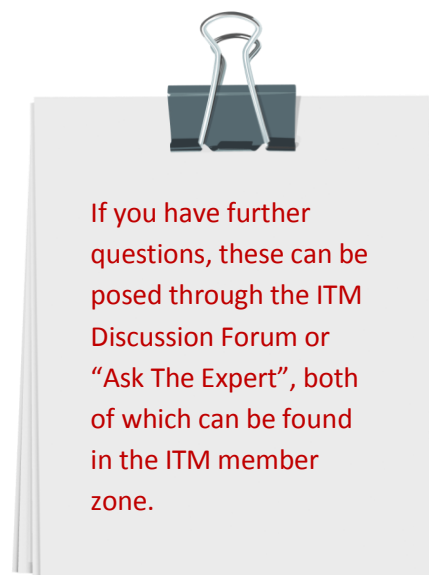 If you have further
questions, these can be
posed through the ITM
Discussion Forum or
“Ask The Expert”, both
of which can be found
in the ITM member
zone.